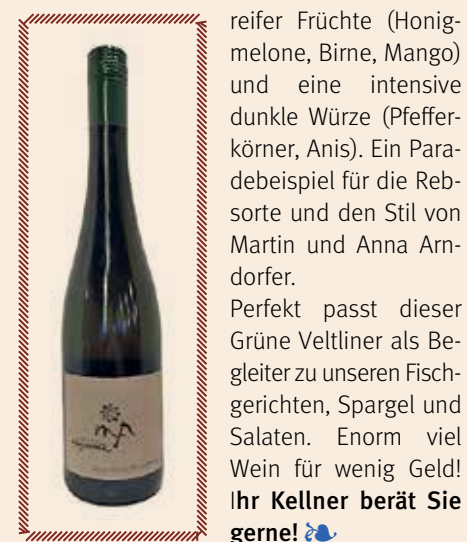 reifer Früchte (Honig-
melone, Birne, Mango)
und eine intensive
dunkle Würze (Pfeffer-
körner, Anis). Ein Para-
debeispiel für die Reb-
sorte und den Stil von
Martin und Anna Arn-
dorfer.
Perfekt passt dieser
Grüne Veltliner als Be-
gleiter zu unseren Fisch-
gerichten, Spargel und
Salaten. Enorm viel
Wein für wenig Geld!
Ihr Kellner berät Sie
gerne!